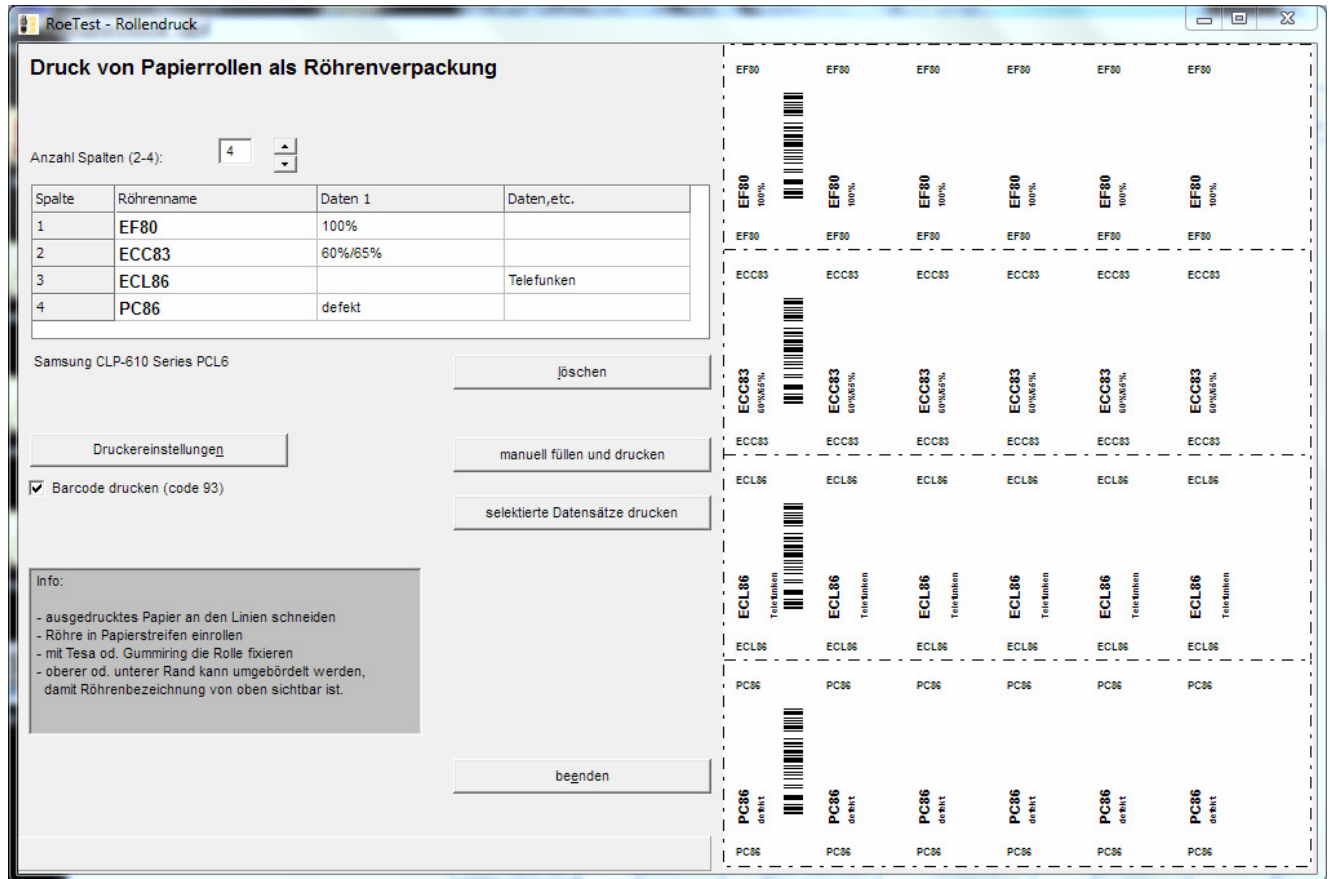 RoeTest - Rollendruck
Druck von Papierrollen als Röhrenverpackung
Anzahl Spalten (2-4): 4
Spalte Röhrenname Daten 1 Daten,etc.
1 EF80 100%
2 ECC83 60%/65%
3 ECL86 Telefunken
4 PC86 defekt
Samsung CLP-610 Series PCL6
löschen
Druckereinstellungen
manuell füllen und drucken
Barcode drucken (code 93)
selektierte Datensätze drucken
Info:
- ausgedrucktes Papier an den Linien schneiden
- Röhre in Papierstreifen einrollen
- mit Tesa od. Gummiring die Rolle fixieren
- oberer od. unterer Rand kann umgebördelt werden,
damit Röhrenbezeichnung von oben sichtbar ist.
beenden
EF80 EF80 EF80 EF80 EF80 EF80
EF80 EF80 EF80 EF80 EF80 EF80
100% 100% 100% 100% 100% 100%
EF80 EF80 EF80 EF80 EF80 EF80
ECC83 ECC83 ECC83 ECC83 ECC83 ECC83
ECC83 ECC83 ECC83 ECC83 ECC83 ECC83
60%/65% 60%/65% 60%/65% 60%/65% 60%/65% 60%/65%
ECC83 ECC83 ECC83 ECC83 ECC83 ECC83
ECL86 ECL86 ECL86 ECL86 ECL86 ECL86
ECL86 ECL86 ECL86 ECL86 ECL86 ECL86
Telefunken Telefunken Telefunken Telefunken Telefunken Telefunken
ECL86 ECL86 ECL86 ECL86 ECL86 ECL86
PC86 PC86 PC86 PC86 PC86 PC86
PC86 PC86 PC86 PC86 PC86 PC86
defekt defekt defekt defekt defekt defekt
PC86 PC86 PC86 PC86 PC86 PC86